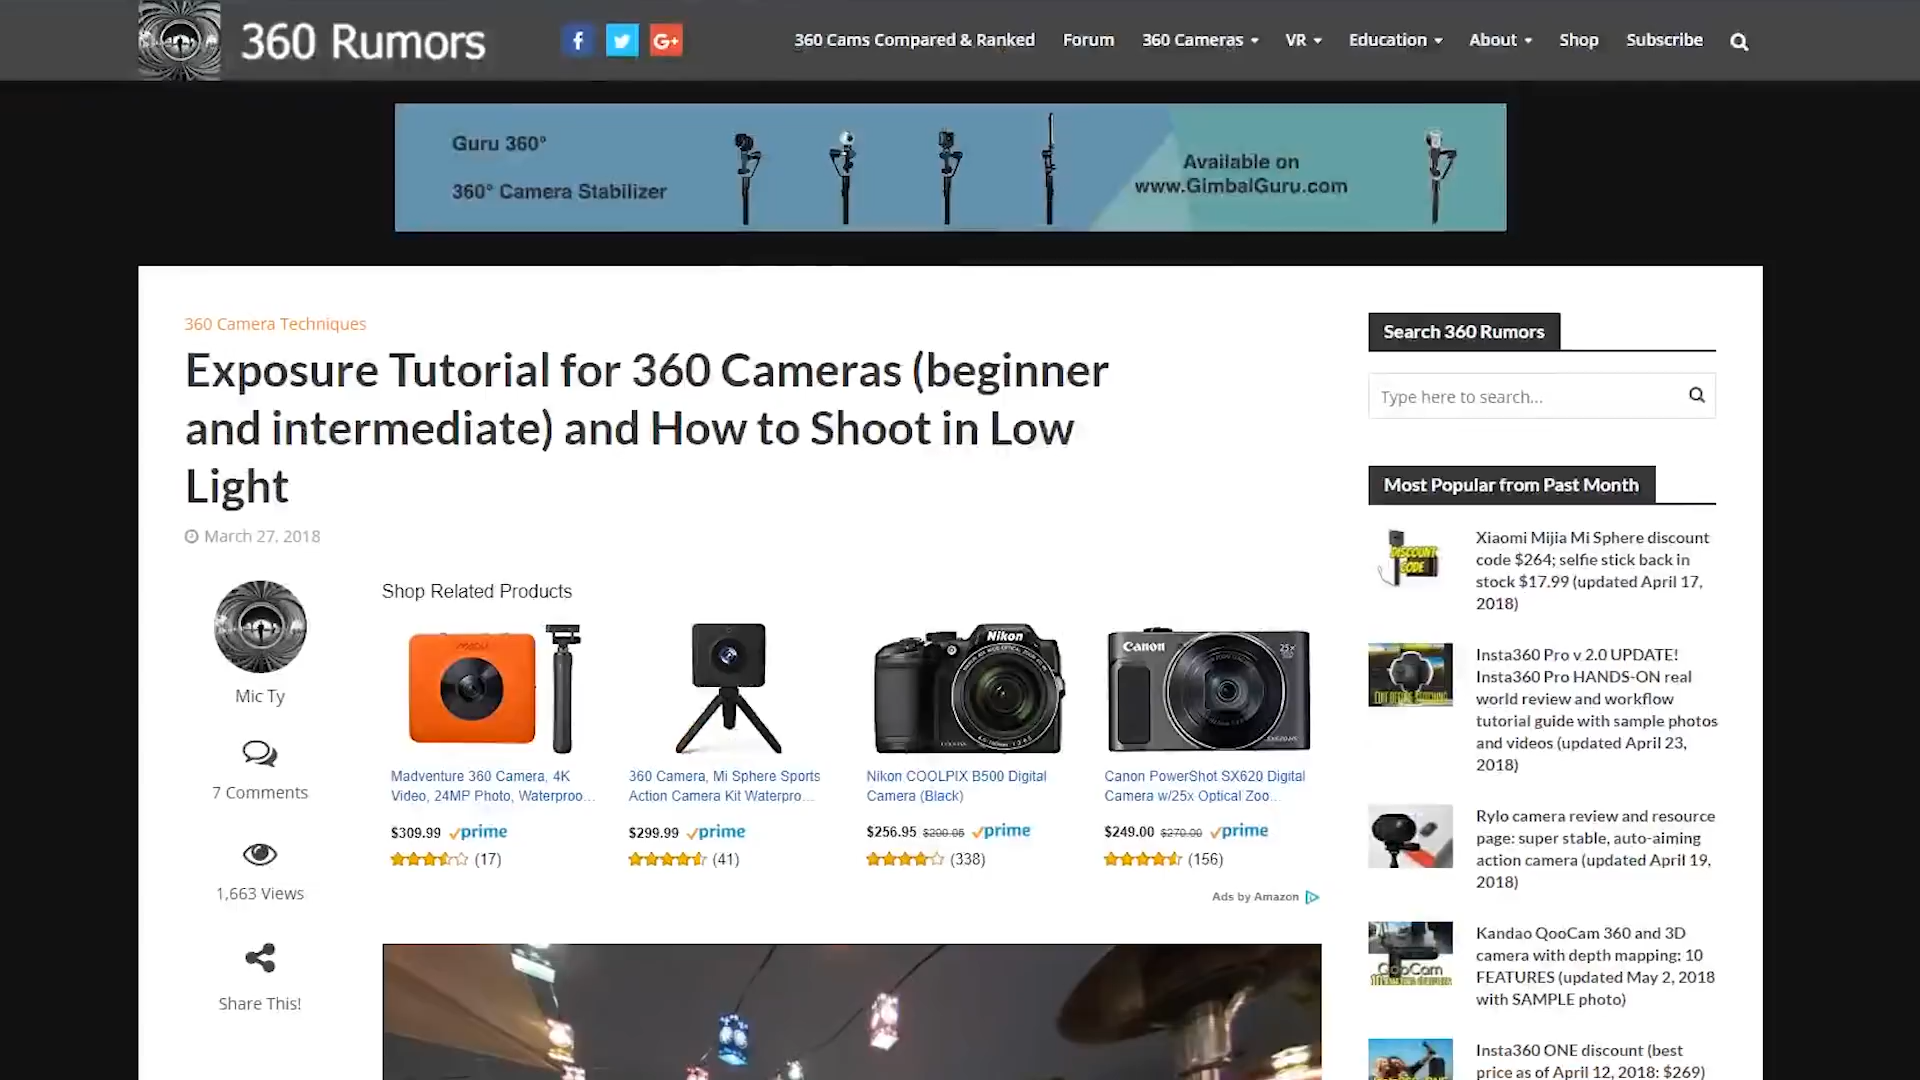 360 Rumors
360 Cams Compared & Ranked
Forum
360 Cameras
VR
Education
About
Shop
Subscribe
Guru 360°
360° Camera Stabilizer
Available on
www.GimbalGuru.com
360 Camera Techniques
Exposure Tutorial for 360 Cameras (beginner
and intermediate) and How to Shoot in Low
Light
March 27, 2018
Mic Ty
7 Comments
1,663 Views
Share This!
Shop Related Products
Nikon
Canon
25x
Madventure 360 Camera, 4K
Video, 24MP Photo, Waterproo...
$309.99 prime
(17)
360 Camera, Mi Sphere Sports
Action Camera Kit Waterpro...
$299.99 prime
(41)
Nikon COOLPIX B500 Digital
Camera (Black)
$256.95 prime
(338)
Canon PowerShot SX620 Digital
Camera w/25x Optical Zoo...
$249.00 $270.00 prime
(156)
Ads by Amazon
Search 360 Rumors
Type here to search...
Most Popular from Past Month
DISCOUNT
CODE
Xiaomi Mijia Mi Sphere discount
code $264; selfie stick back in
stock $17.99 (updated April 17,
2018)
Insta360 Pro v 2.0 UPDATE!
Insta360 Pro HANDS-ON real
world review and workflow
tutorial guide with sample photos
and videos (updated April 23,
2018)
Rylo camera review and resource
page: super stable, auto-aiming
action camera (updated April 19,
2018)
QooCam
Kandao QooCam 360 and 3D
camera with depth mapping: 10
FEATURES (updated May 2, 2018
with SAMPLE photo)
Insta360 ONE discount (best
price as of April 12, 2018: $269)